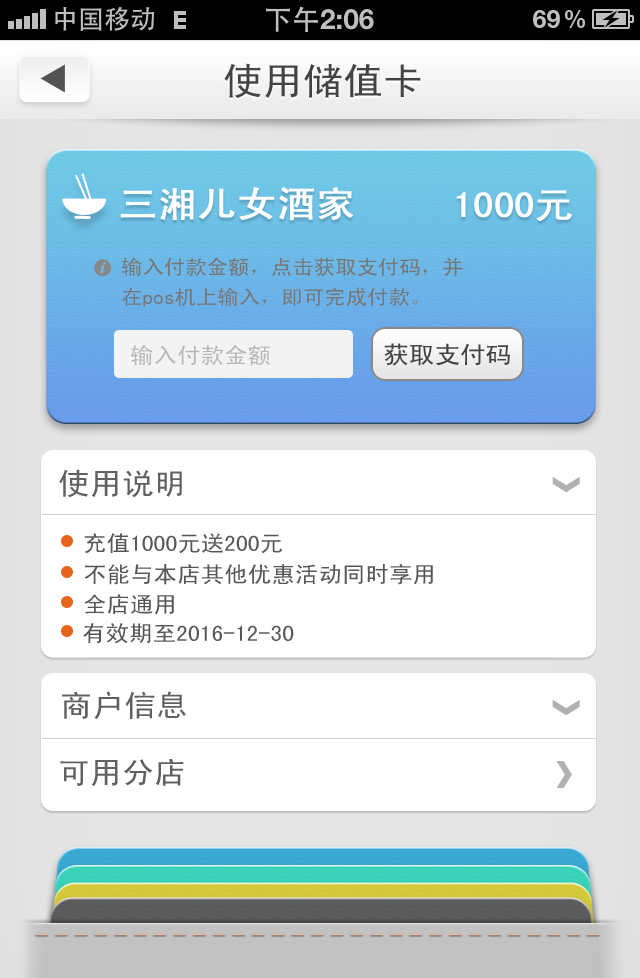 中国移动 E 下午2:06 69%
使用储值卡
三湘儿女酒家 1000元
输入付款金额，点击获取支付码，并
在pos机上输入，即可完成付款。
输入付款金额 获取支付码
使用说明
充值1000元送200元
不能与本店其他优惠活动同时享用
全店通用
有效期至2016-12-30
商户信息
可用分店